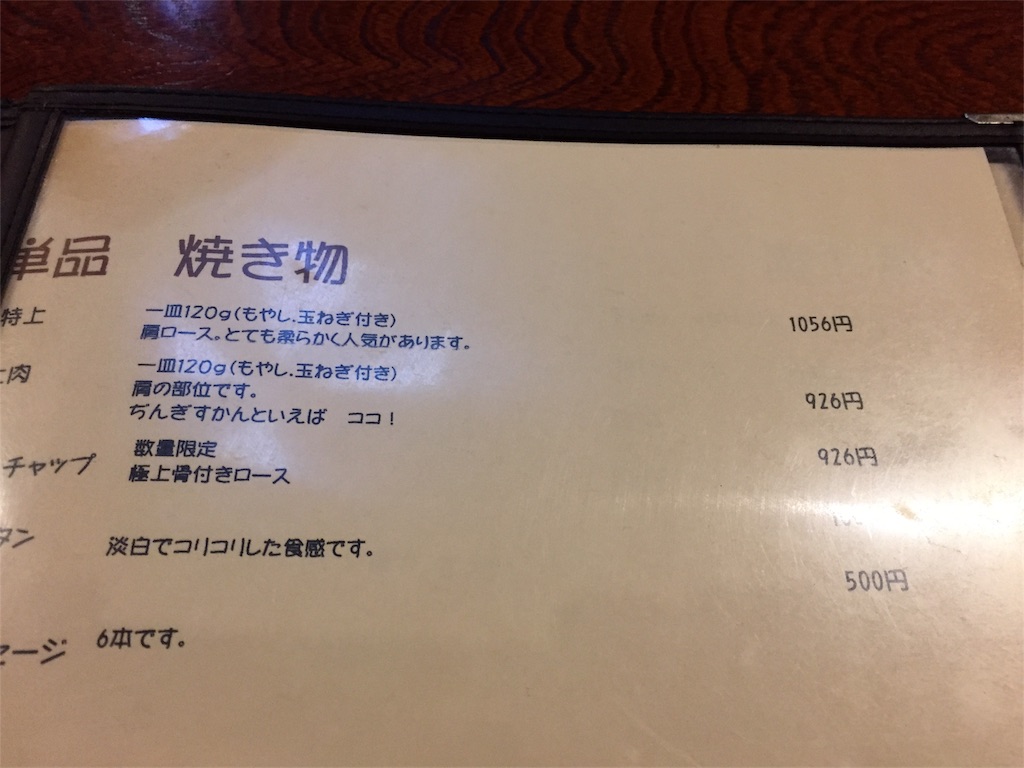 単品 焼き物
特上 一皿120g(もやし.玉ねぎ付き) 1056円
肩ロース。とても柔らかく人気があります。
肉 一皿120g(もやし.玉ねぎ付き)
肩の部位です。 926円
ぢんぎすかんといえば ココ!
チャップ 数量限定 926円
極上骨付きロース
タン 淡白でコリコリした食感です。
500円
セージ 6本です。